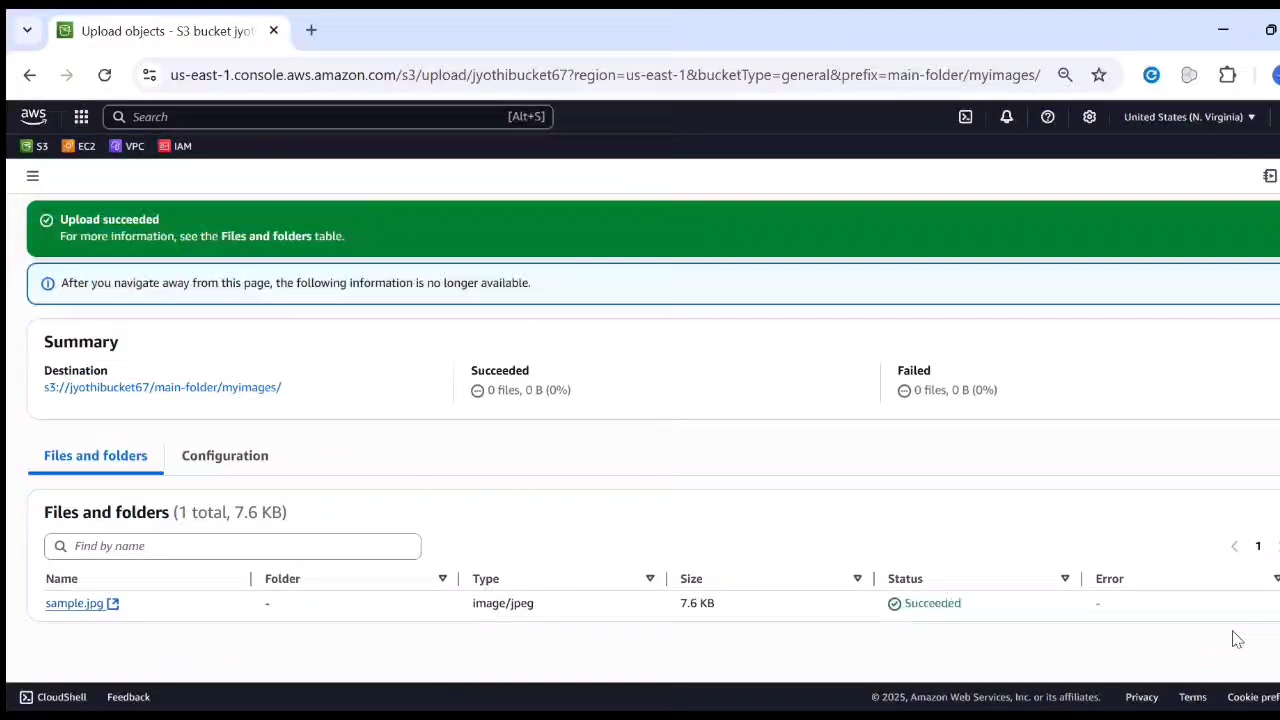 Upload objects - S3 bucket jyot
us-east-1.console.aws.amazon.com/s3/upload/jyothibucket67?region=us-east-1&bucketType=general&prefix=main-folder/myimages/
aws Search [Alt+S] United States (N. Virginia)
S3 EC2 VPC IAM
Upload succeeded
For more information, see the Files and folders table.
After you navigate away from this page, the following information is no longer available.
Summary
Destination Succeeded Failed
s3://jyothibucket67/main-folder/myimages/ 0 files, 0 B (0%) 0 files, 0 B (0%)
Files and folders Configuration
Files and folders (1 total, 7.6 KB)
Find by name 1
Name Folder Type Size Status Error
sample.jpg - image/jpeg 7.6 KB Succeeded -
CloudShell Feedback © 2025, Amazon Web Services, Inc. or its affiliates. Privacy Terms Cookie pref